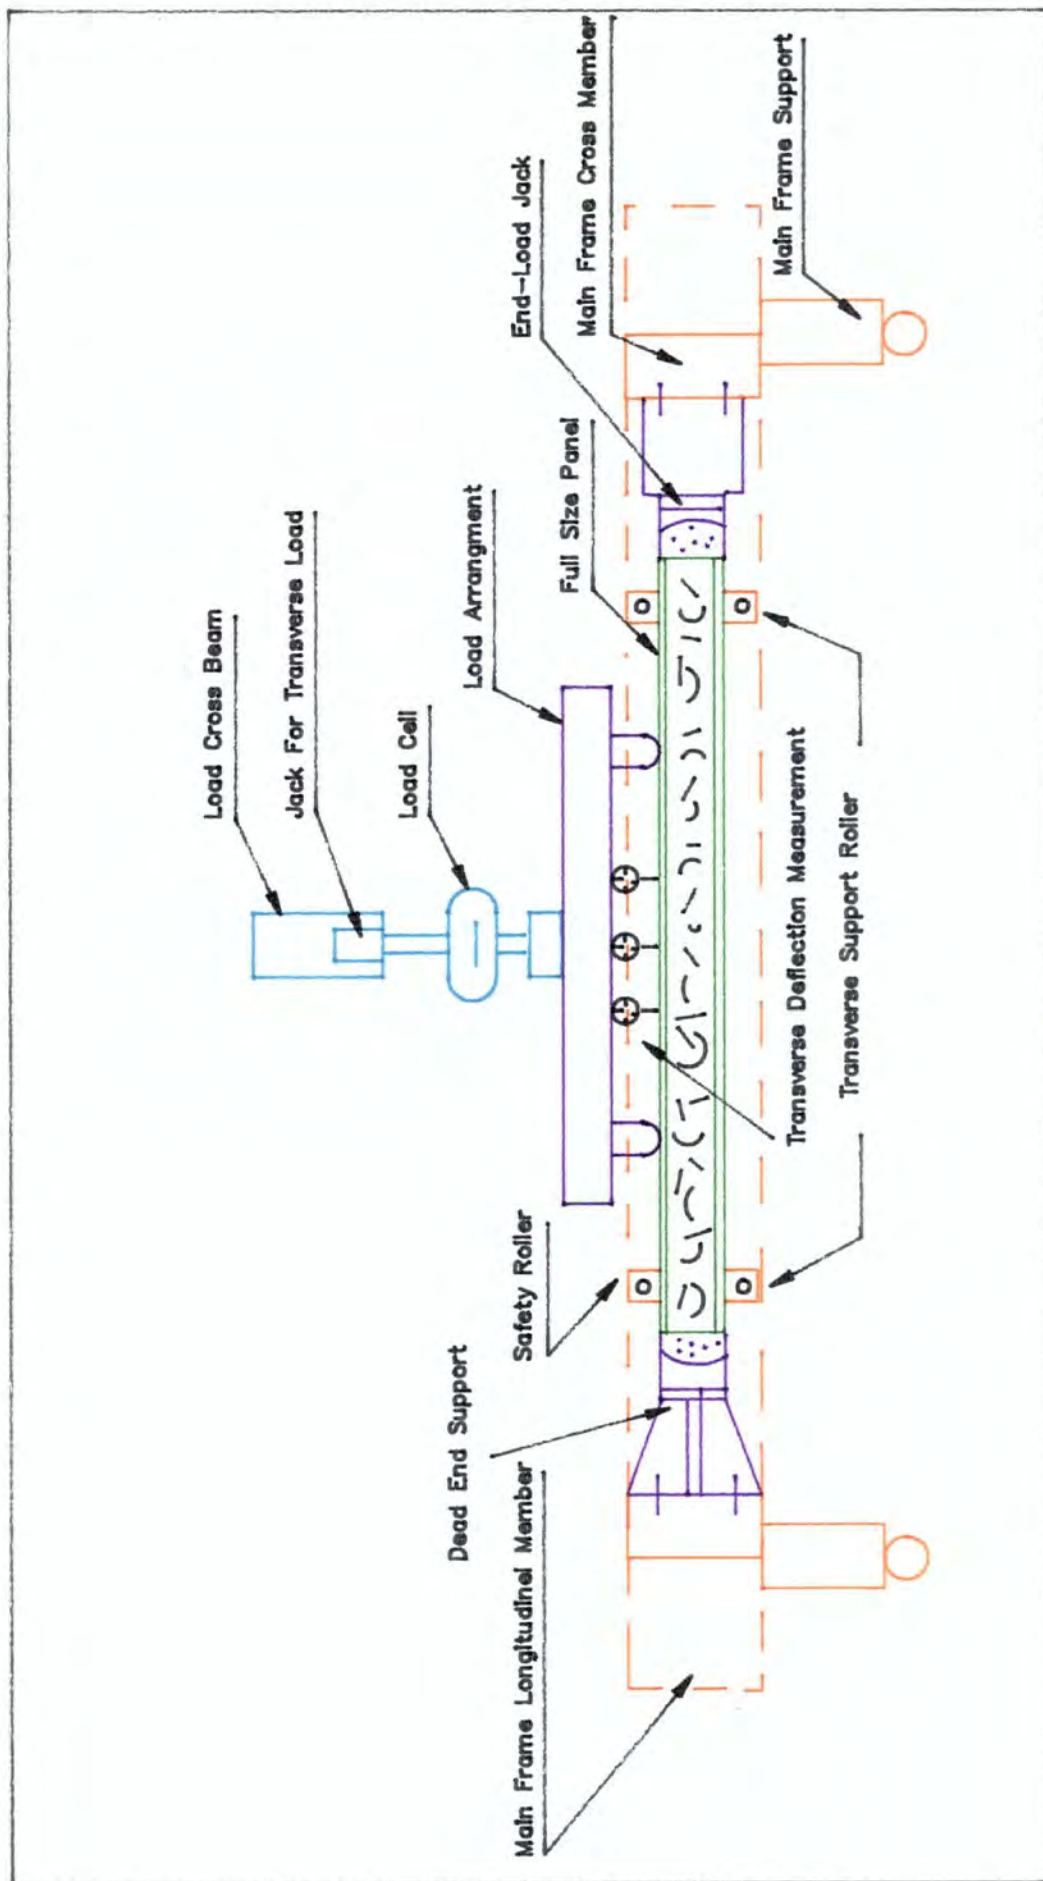 Load Cross Beam
Jack For Transverse Load
Load Cell
Load Arrangment
Full Size Panel
End-Load Jack
Main Frame Cross Member
Main Frame Support
Safety Roller
Dead End Support
Main Frame Longitudinal Member
Transverse Deflection Measurement
Transverse Support Roller